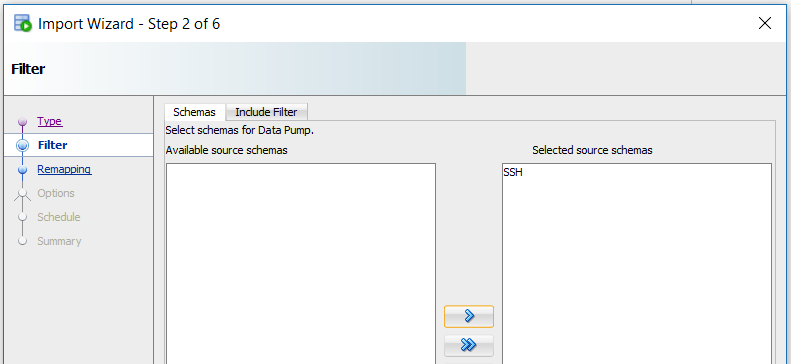 Import Wizard - Step 2 of 6
Filter
Type
Filter
Remapping
Options
Schedule
Summary
Schemas
Include Filter
Select schemas for Data Pump.
Available source schemas
Selected source schemas
SSH